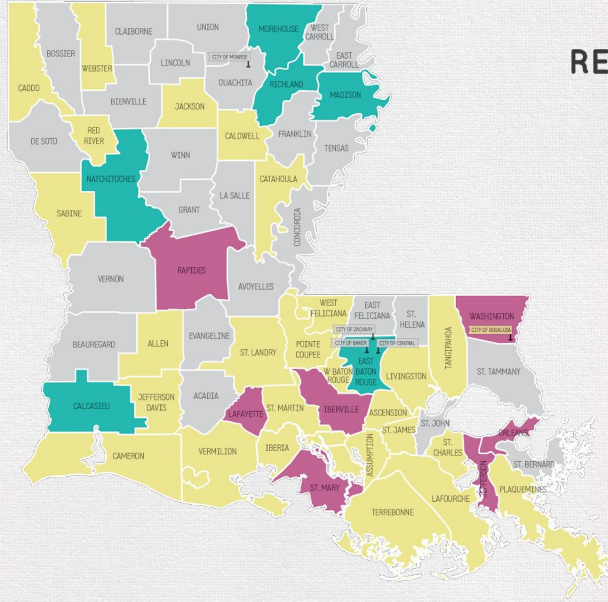 RE
UNION
MOREHOUSE
WEST
CARROLL
CLAIBORNE
BOSSIER
WEBSTER
LINCOLN
CITY OF MONROE
EAST
CARROLL
OUACHITA
CADDO
RICHLAND
MADISON
BIENVILLE
JACKSON
RED
RIVER
CALDWELL
FRANKLIN
DE SOTO
TENSAS
WINN
NATCHITOCHES
CATAHOULA
LA SALLE
SABINE
GRANT
CONCORDIA
RAPIDES
VERNON
AVOYELLES
WEST
FELICIANA
EAST
FELICIANA
ST.
HELENA
WASHINGTON
CITY OF BOGALUSA
CITY OF ZACHARY
CITY OF BAKER
CITY OF CENTRAL
EVANGELINE
BEAUREGARD
ALLEN
ST. LANDRY
POINTE
COUPEE
TANGIPAHOA
W BATON
ROUGE
EAST
BATON
ROUGE
LIVINGSTON
ST. TAMMANY
CALCASIEU
JEFFERSON
DAVIS
ACADIA
LAFAYETTE
ST. MARTIN
IBERVILLE
ASCENSION
ST. JAMES
ST. JOHN
ORLEANS
CAMERON
VERMILION
IBERIA
ASSUMPTION
ST.
CHARLES
JEFFERSON
ST. BERNARD
ST. MARY
LAFOURCHE
PLAQUEMINES
TERREBONNE